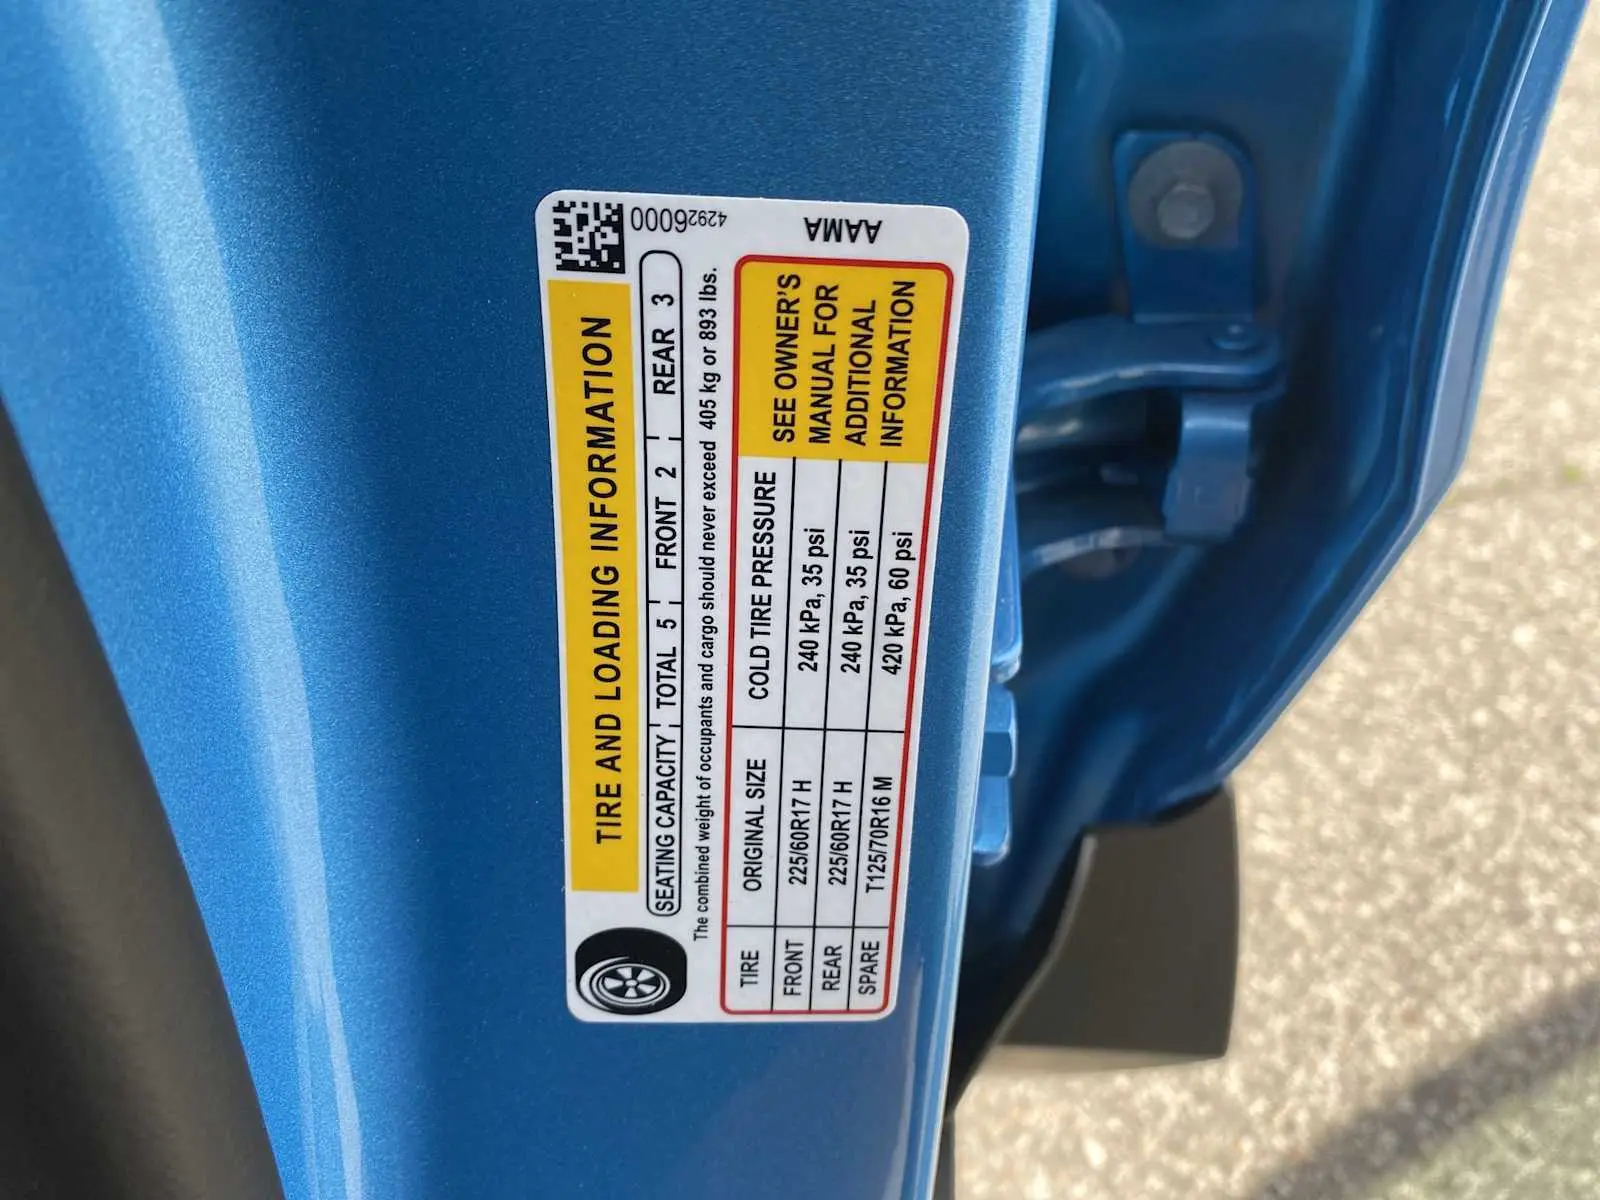 42926000
AAMA
TIRE AND LOADING INFORMATION
SEATING CAPACITY TOTAL 5 FRONT 2 REAR 3
The combined weight of occupants and cargo should never exceed 405 kg or 893 lbs.
TIRE ORIGINAL SIZE COLD TIRE PRESSURE
FRONT 225/60R17 H 240 kPa, 35 psi
REAR 225/60R17 H 240 kPa, 35 psi
SPARE T125/70R16 M 420 kPa, 60 psi
SEE OWNER'S
MANUAL FOR
ADDITIONAL
INFORMATION